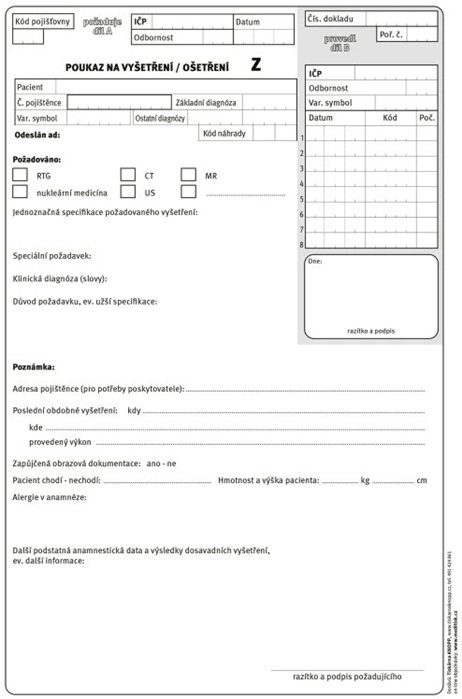 Kód pojišťovny
požaduje
díl A
IČP
Datum
Odbornost
Čís. dokladu
provedl
díl B
Poř. č.
POUKAZ NA VYŠETŘENÍ / OŠETŘENÍ Z
IČP
Odbornost
Var. symbol
Datum Kód Poč.
1
2
3
4
5
6
7
8
Pacient
Č. pojištěnce
Základní diagnóza
Var. symbol
Ostatní diagnózy
Odeslán ad:
Kód náhrady
Požadováno:
RTG CT MR
nukleární medicína US ............................
Jednoznačná specifikace požadovaného vyšetření:
Speciální požadavek:
Klinická diagnóza (slovy):
Důvod požadavku, ev. užší specifikace:
Dne:
razítko a podpis
Poznámka:
Adresa pojištěnce (pro potřeby poskytovatele):
Poslední obdobné vyšetření: kdy
kde
provedený výkon
Zapůjčená obrazová dokumentace: ano - ne
Pacient chodí - nechodí: Hmotnost a výška pacienta: kg cm
Alergie v anamnéze:
Další podstatná anamnestická data a výsledky dosavadních vyšetření,
ev. další informace:
razítko a podpis požadujícího